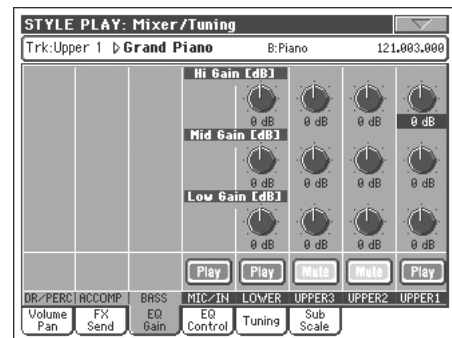 STYLE PLAY: Mixer/Tuning
Trk:Upper 1 ▷Grand Piano B:Piano 121.003.000
Hi Gain [dB]
0 dB 0 dB 0 dB 0 dB
Mid Gain [dB]
0 dB 0 dB 0 dB 0 dB
Low Gain [dB]
0 dB 0 dB 0 dB 0 dB
Play Play Mute Mute Play
DR/PERC ACCOMP BASS MIC/IN LOWER UPPER3 UPPER2 UPPER1
Volume Pan FX Send EQ Gain EQ Control Tuning Sub Scale